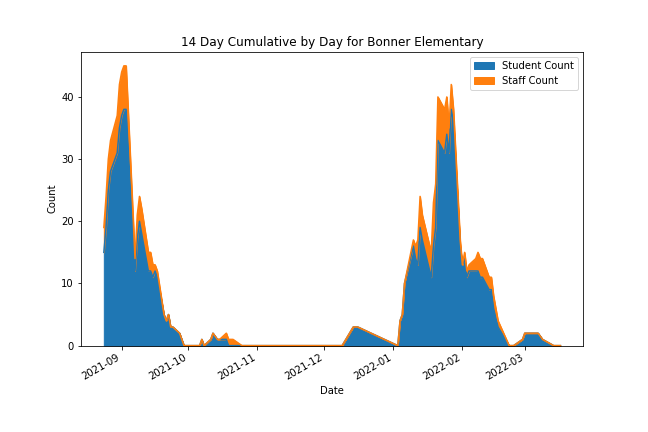 14 Day Cumulative by Day for Bonner Elementary
Student Count
Staff Count
40
30
20
10
0
Count
2021-09
2021-10
2021-11
2021-12
2022-01
2022-02
2022-03
Date